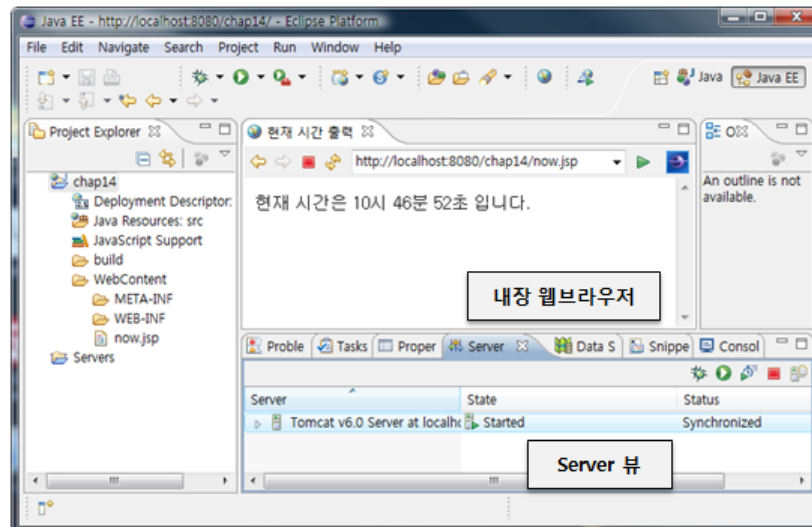 Java EE - http://localhost:8080/chap14/ - Eclipse Platform
File Edit Navigate Search Project Run Window Help
Java Java EE
Project Explorer
chap14
Deployment Descriptor:
Java Resources: src
JavaScript Support
build
WebContent
META-INF
WEB-INF
now.jsp
Servers
현재 시간 출력
http://localhost:8080/chap14/now.jsp
현재 시간은 10시 46분 52초 입니다.
내장 웹브라우저
O
An outline is not
available.
Proble Tasks Proper Server Data S Snippe Consol
Server State Status
Tomcat v6.0 Server at localho Started Synchronized
Server 뷰